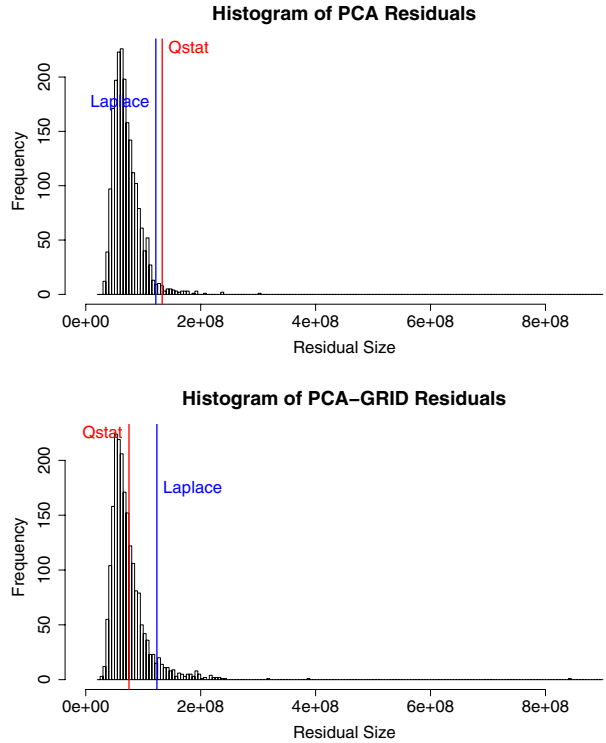 Histogram of PCA Residuals
Qstat
Laplace
Frequency
200
150
100
50
0
0e+00 2e+08 4e+08 6e+08 8e+08
Residual Size
Histogram of PCA−GRID Residuals
Qstat
Laplace
Frequency
200
150
100
50
0
0e+00 2e+08 4e+08 6e+08 8e+08
Residual Size